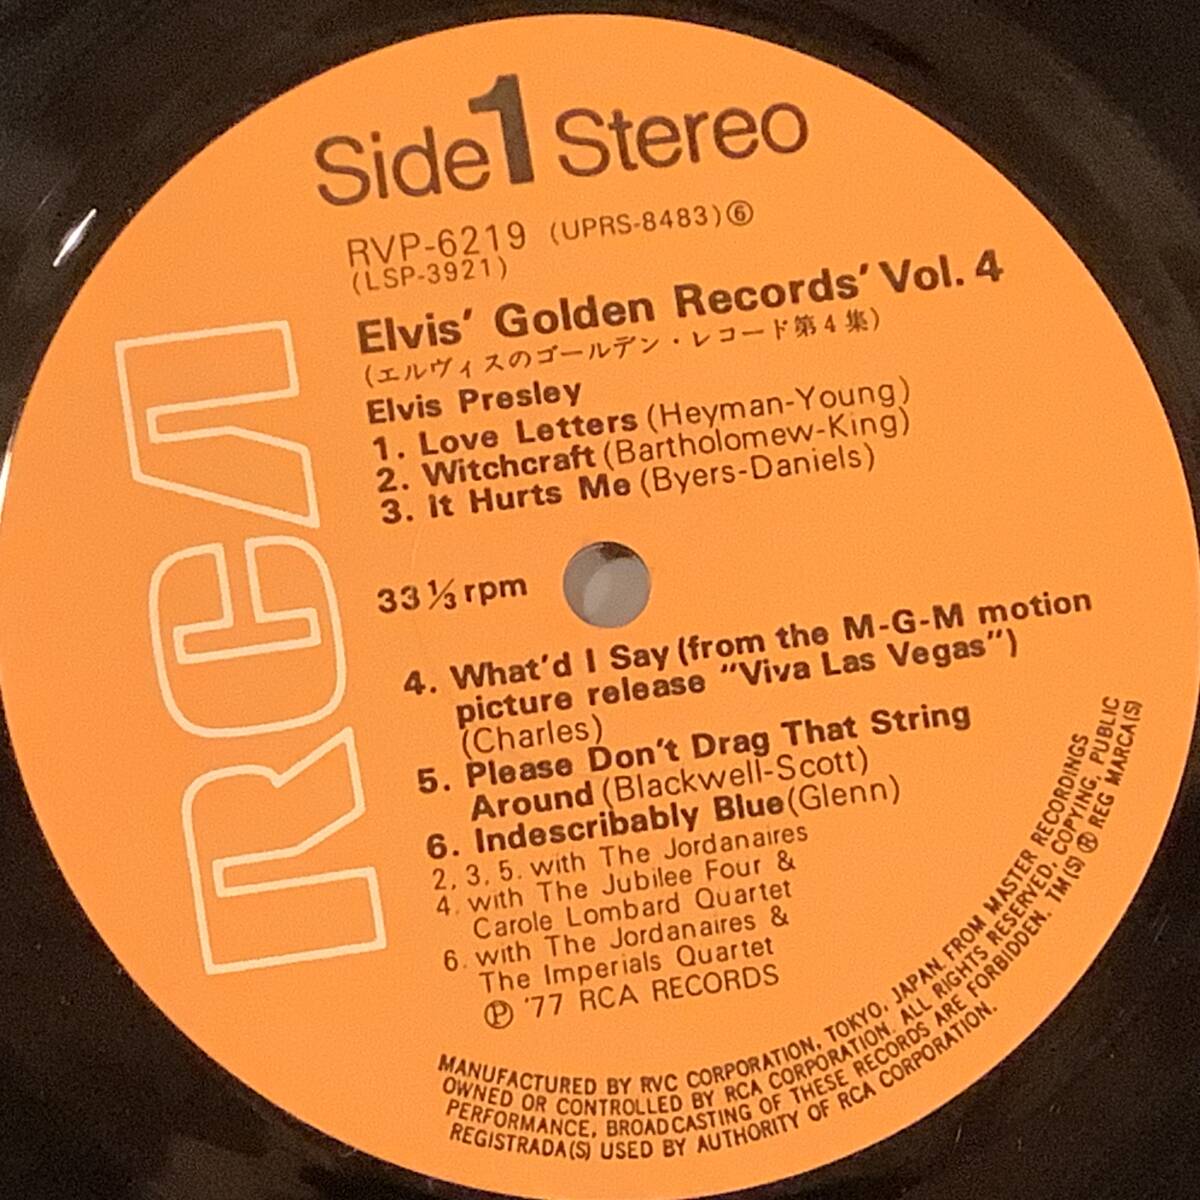 Side 1 Stereo
RVP-6219 (UPRS-8483)⑥
(LSP-3921)
Elvis' Golden Records' Vol. 4
(エルヴィスのゴールデン・レコード第4集)
Elvis Presley
1. Love Letters (Heyman-Young)
2. Witchcraft (Bartholomew-King)
3. It Hurts Me (Byers-Daniels)
33 ⅓ rpm
4. What'd I Say (from the M-G-M motion
picture release "Viva Las Vegas")
(Charles)
5. Please Don't Drag That String
Around (Blackwell-Scott)
6. Indescribably Blue (Glenn)
2, 3, 5. with The Jordanaires
4. with The Jubilee Four &
Carole Lombard Quartet
6. with The Jordanaires &
The Imperials Quartet
Ⓟ '77 RCA RECORDS
RCA
MANUFACTURED BY RVC CORPORATION, TOKYO, JAPAN. FROM MASTER RECORDINGS
OWNED OR CONTROLLED BY RCA CORPORATION. ALL RIGHTS RESERVED, COPYING, PUBLIC
PERFORMANCE, BROADCASTING OF THESE RECORDS ARE FORBIDDEN. TM(S) ® REG MARCA(S)
REGISTRADA(S) USED BY AUTHORITY OF RCA CORPORATION.